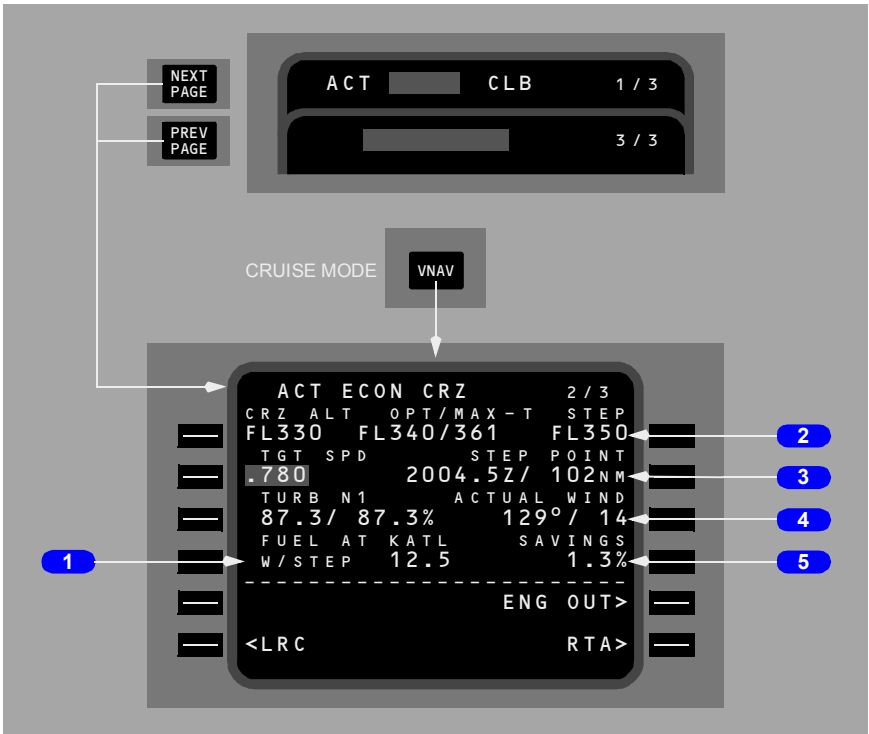 NEXT
PAGE
ACT CLB 1/3
PREV
PAGE
3/3
CRUISE MODE
VNAV
ACT ECON CRZ 2/3
CRZ ALT OPT/MAX-T STEP
FL330 FL340/361 FL350
2
TGT SPD STEP POINT
.780 2004.5Z/ 102NM
3
TURB N1 ACTUAL WIND
87.3/ 87.3% 129°/ 14
4
FUEL AT KATL SAVINGS
1
W/STEP 12.5 1.3%
5
--------------------------
ENG OUT>
<LRC RTA>